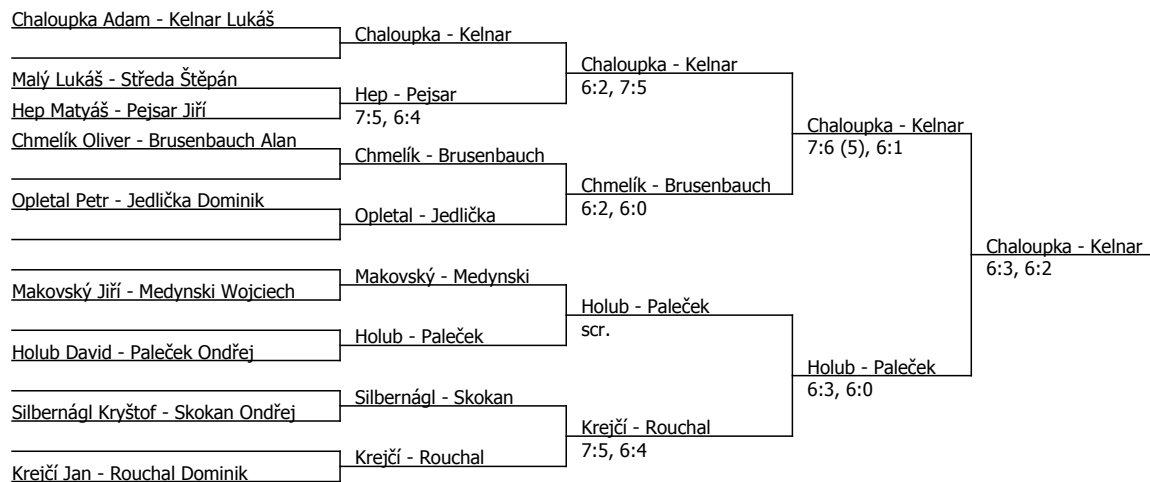 Chaloupka Adam - Kelnar Lukáš
Chaloupka - Kelnar
Chaloupka - Kelnar
6:2, 7:5
Malý Lukáš - Středa Štěpán
Hep - Pejsar
7:5, 6:4
Hep Matyáš - Pejsar Jiří
Chaloupka - Kelnar
7:6 (5), 6:1
Chmelík Oliver - Brusenbauch Alan
Chmelík - Brusenbauch
Chmelík - Brusenbauch
6:2, 6:0
Opletal Petr - Jedlička Dominik
Opletal - Jedlička
Chaloupka - Kelnar
6:3, 6:2
Makovský - Medynski
Makovský Jiří - Medynski Wojciech
Holub - Paleček
scr.
Holub - Paleček
Holub David - Paleček Ondřej
Holub - Paleček
6:3, 6:0
Silbernágl - Skokan
Silbernágl Kryštof - Skokan Ondřej
Krejčí - Rouchal
7:5, 6:4
Krejčí - Rouchal
Krejčí Jan - Rouchal Dominik